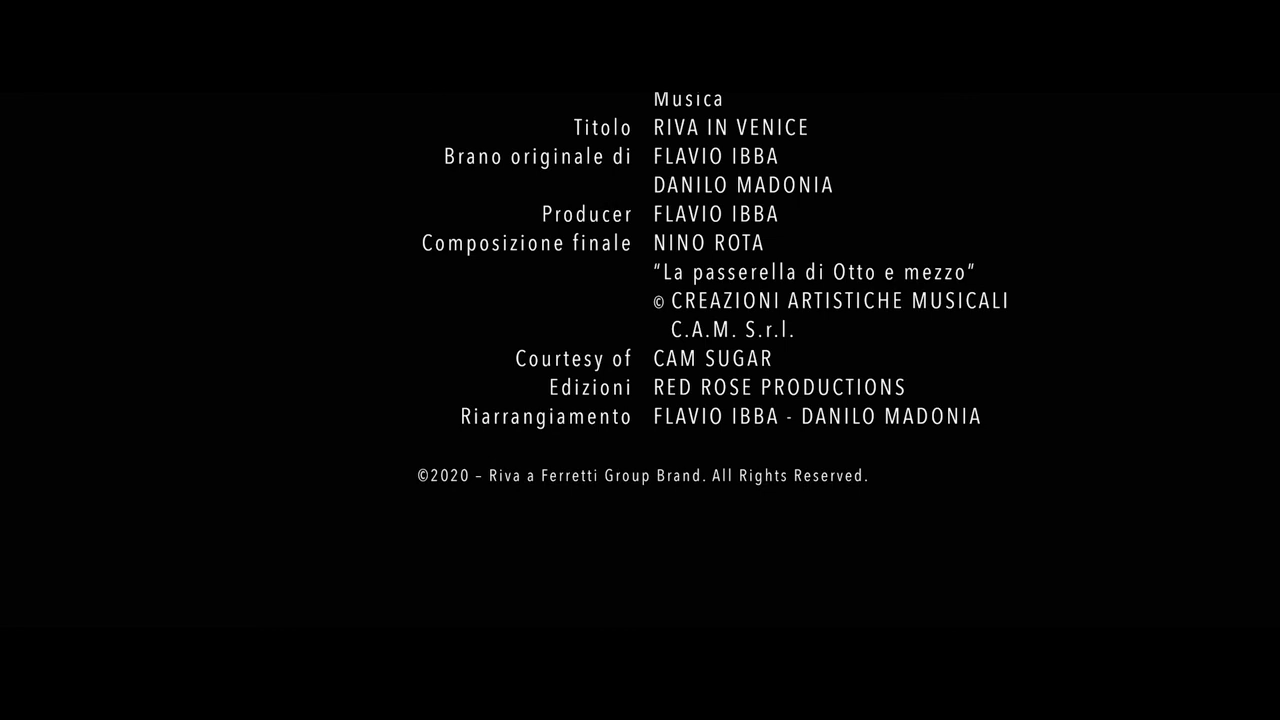 Musica
Titolo RIVA IN VENICE
Brano originale di FLAVIO IBBA
DANILO MADONIA
Producer FLAVIO IBBA
Composizione finale NINO ROTA
“La passerella di Otto e mezzo”
© CREAZIONI ARTISTICHE MUSICALI
C.A.M. S.r.l.
Courtesy of CAM SUGAR
Edizioni RED ROSE PRODUCTIONS
Riarrangiamento FLAVIO IBBA - DANILO MADONIA
©2020 – Riva a Ferretti Group Brand. All Rights Reserved.